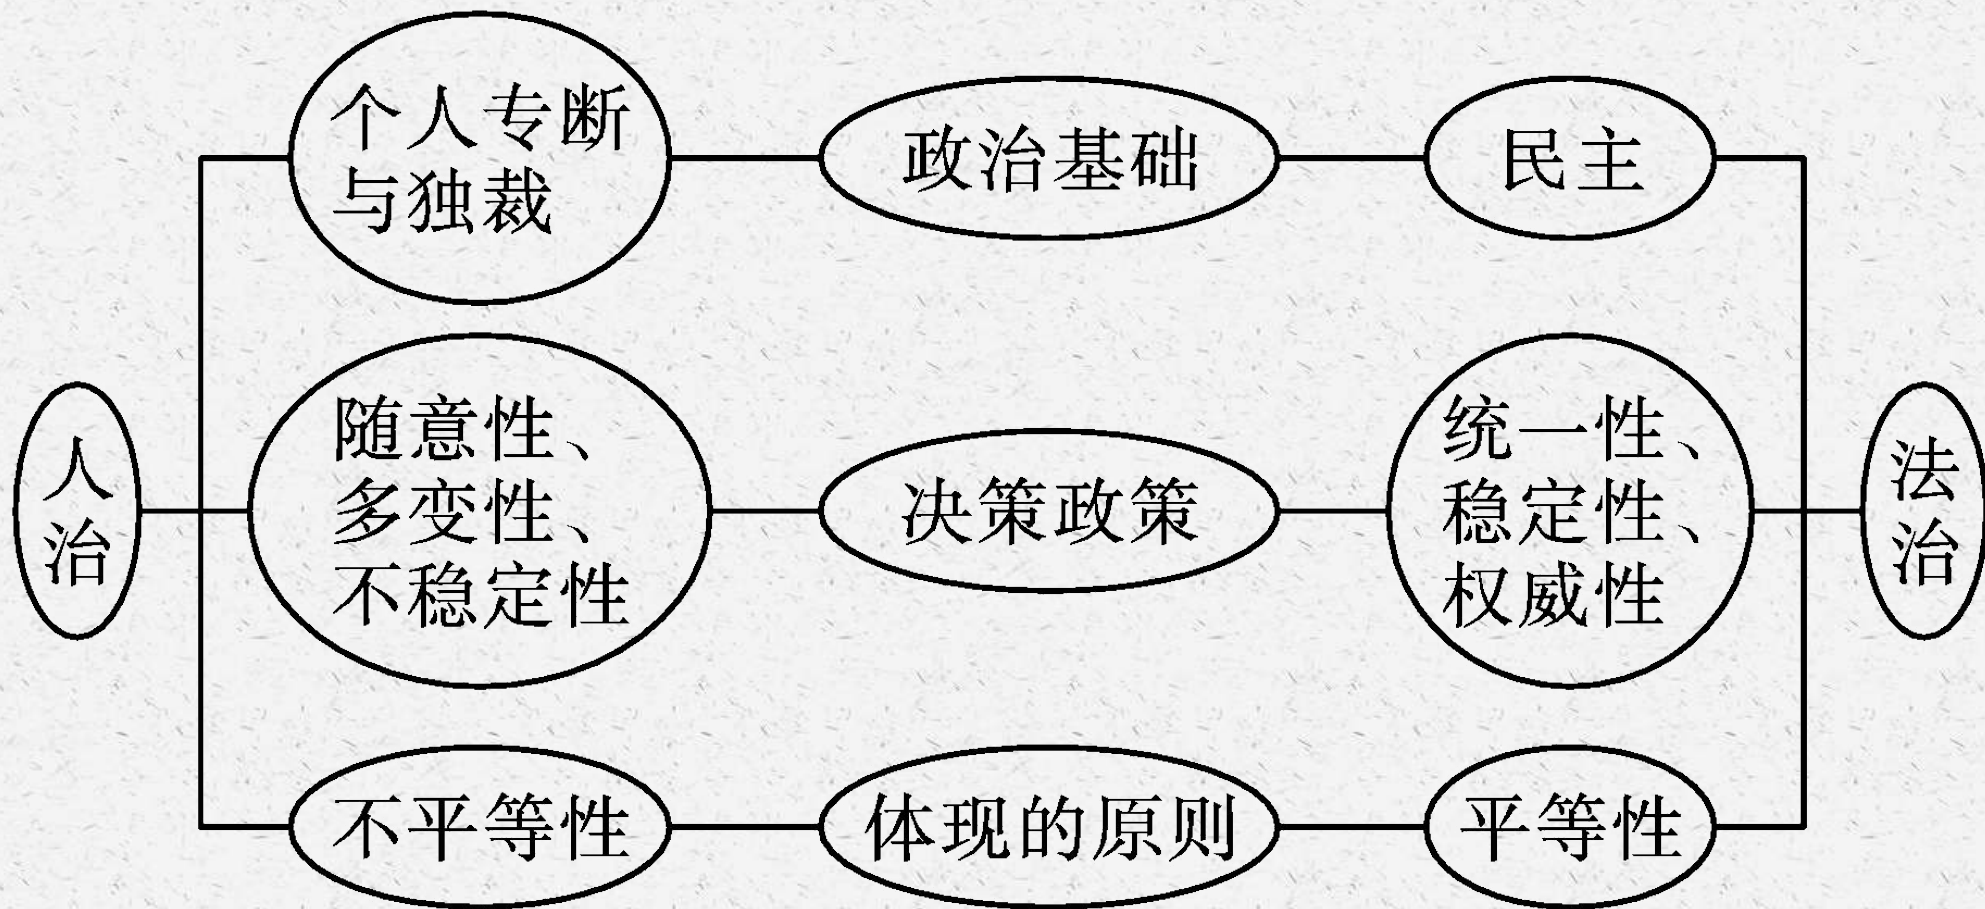 个人专断
与独裁
政治基础
民主
人
治
随意性、
多变性、
不稳定性
决策政策
统一性、
稳定性、
权威性
法
治
不平等性
体现的原则
平等性